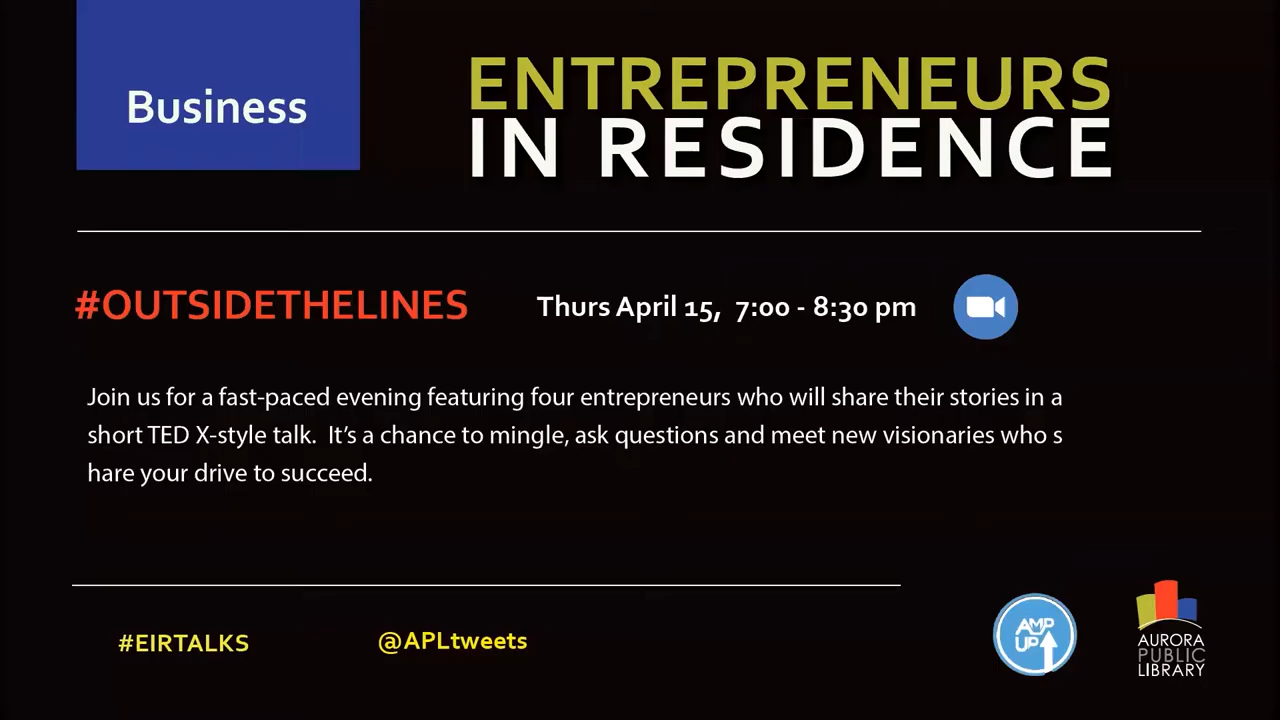 Business
ENTREPRENEURS
IN RESIDENCE
#OUTSIDETHELINES
Thurs April 15,  7:00 - 8:30 pm
Join us for a fast-paced evening featuring four entrepreneurs who will share their stories in a
short TED X-style talk.  It's a chance to mingle, ask questions and meet new visionaries who s
hare your drive to succeed.
#EIRTALKS
@APLtweets
AMP
UP
AURORA
PUBLIC
LIBRARY